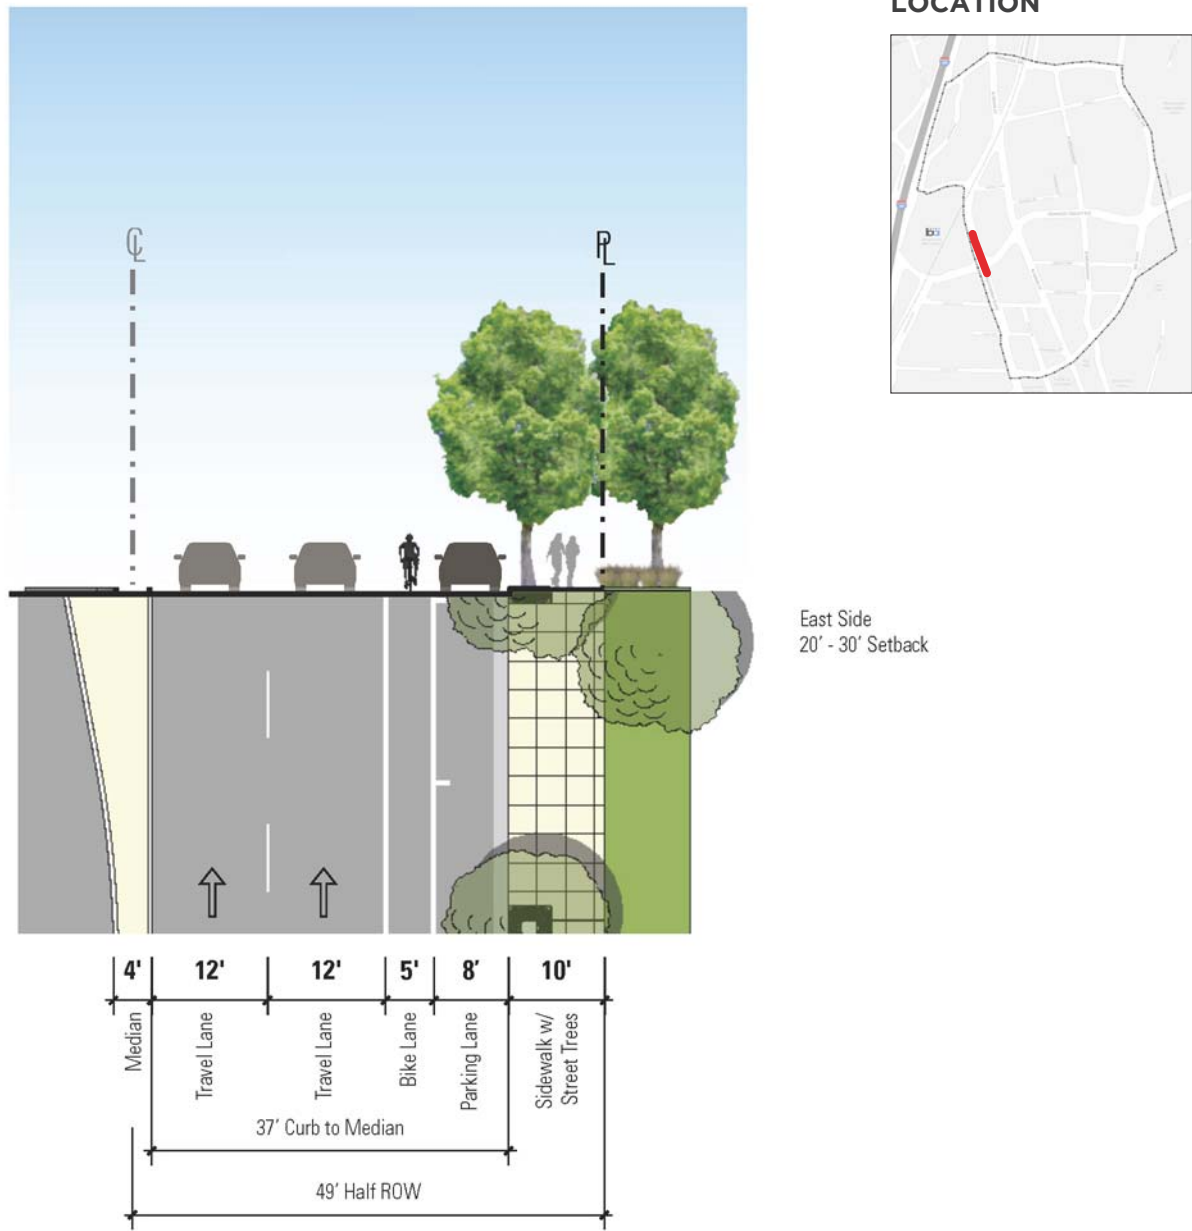 LOCATION
CL
PL
East Side
20' - 30' Setback
4'
12'
12'
5'
8'
10'
Median
Travel Lane
Travel Lane
Bike Lane
Parking Lane
Sidewalk w/
Street Trees
37' Curb to Median
49' Half ROW